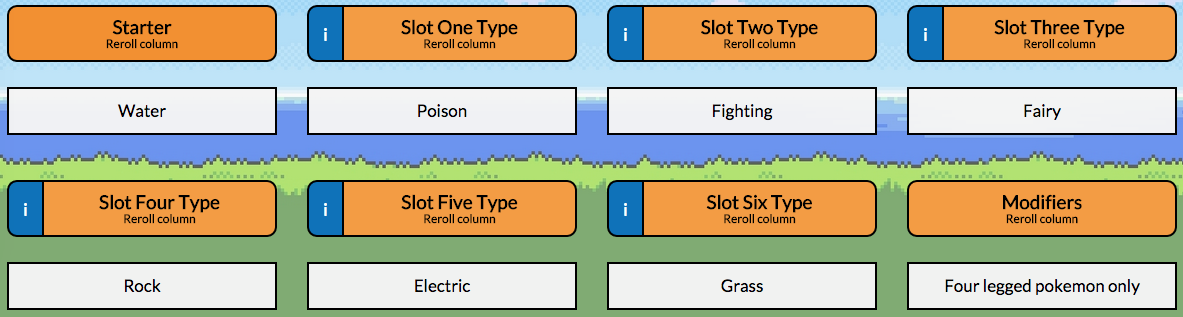 Starter
Reroll column
i
Slot One Type
Reroll column
i
Slot Two Type
Reroll column
i
Slot Three Type
Reroll column
Water
Poison
Fighting
Fairy
i
Slot Four Type
Reroll column
i
Slot Five Type
Reroll column
i
Slot Six Type
Reroll column
Modifiers
Reroll column
Rock
Electric
Grass
Four legged pokemon only